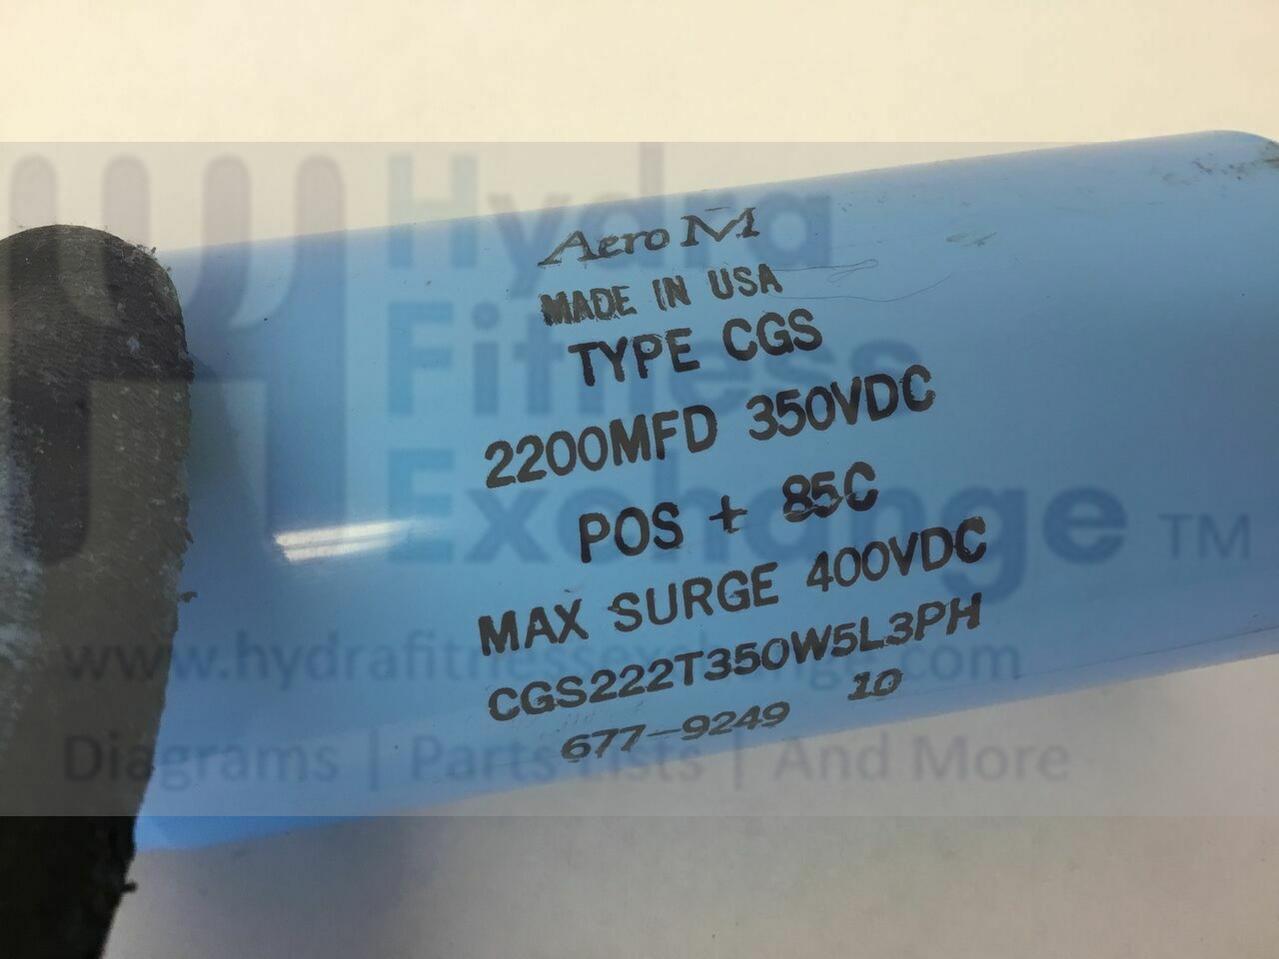 Aero M
MADE IN USA
TYPE CGS
2200MFD 350VDC
POS + 85C
MAX SURGE 400VDC
CGS222T350W5L3PH
677-9249 10
Hydra
Fitness
Exchange TM
www.hydrafitnessexchange.com
Diagrams | Parts Lists | And More